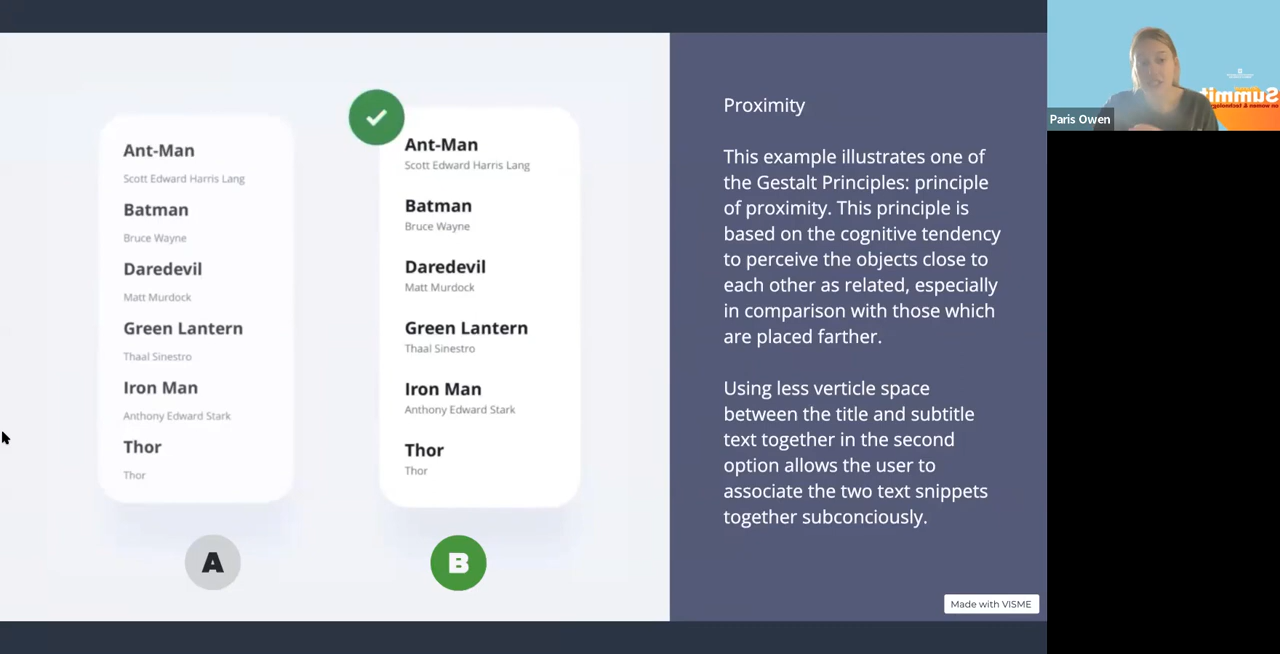 Ant-Man
Scott Edward Harris Lang
Batman
Bruce Wayne
Daredevil
Matt Murdock
Green Lantern
Thaal Sinestro
Iron Man
Anthony Edward Stark
Thor
Thor
A
Ant-Man
Scott Edward Harris Lang
Batman
Bruce Wayne
Daredevil
Matt Murdock
Green Lantern
Thaal Sinestro
Iron Man
Anthony Edward Stark
Thor
Thor
B
Proximity
This example illustrates one of
the Gestalt Principles: principle
of proximity. This principle is
based on the cognitive tendency
to perceive the objects close to
each other as related, especially
in comparison with those which
are placed farther.
Using less verticle space
between the title and subtitle
text together in the second
option allows the user to
associate the two text snippets
together subconciously.
Made with VISME
Summit
Paris Owen